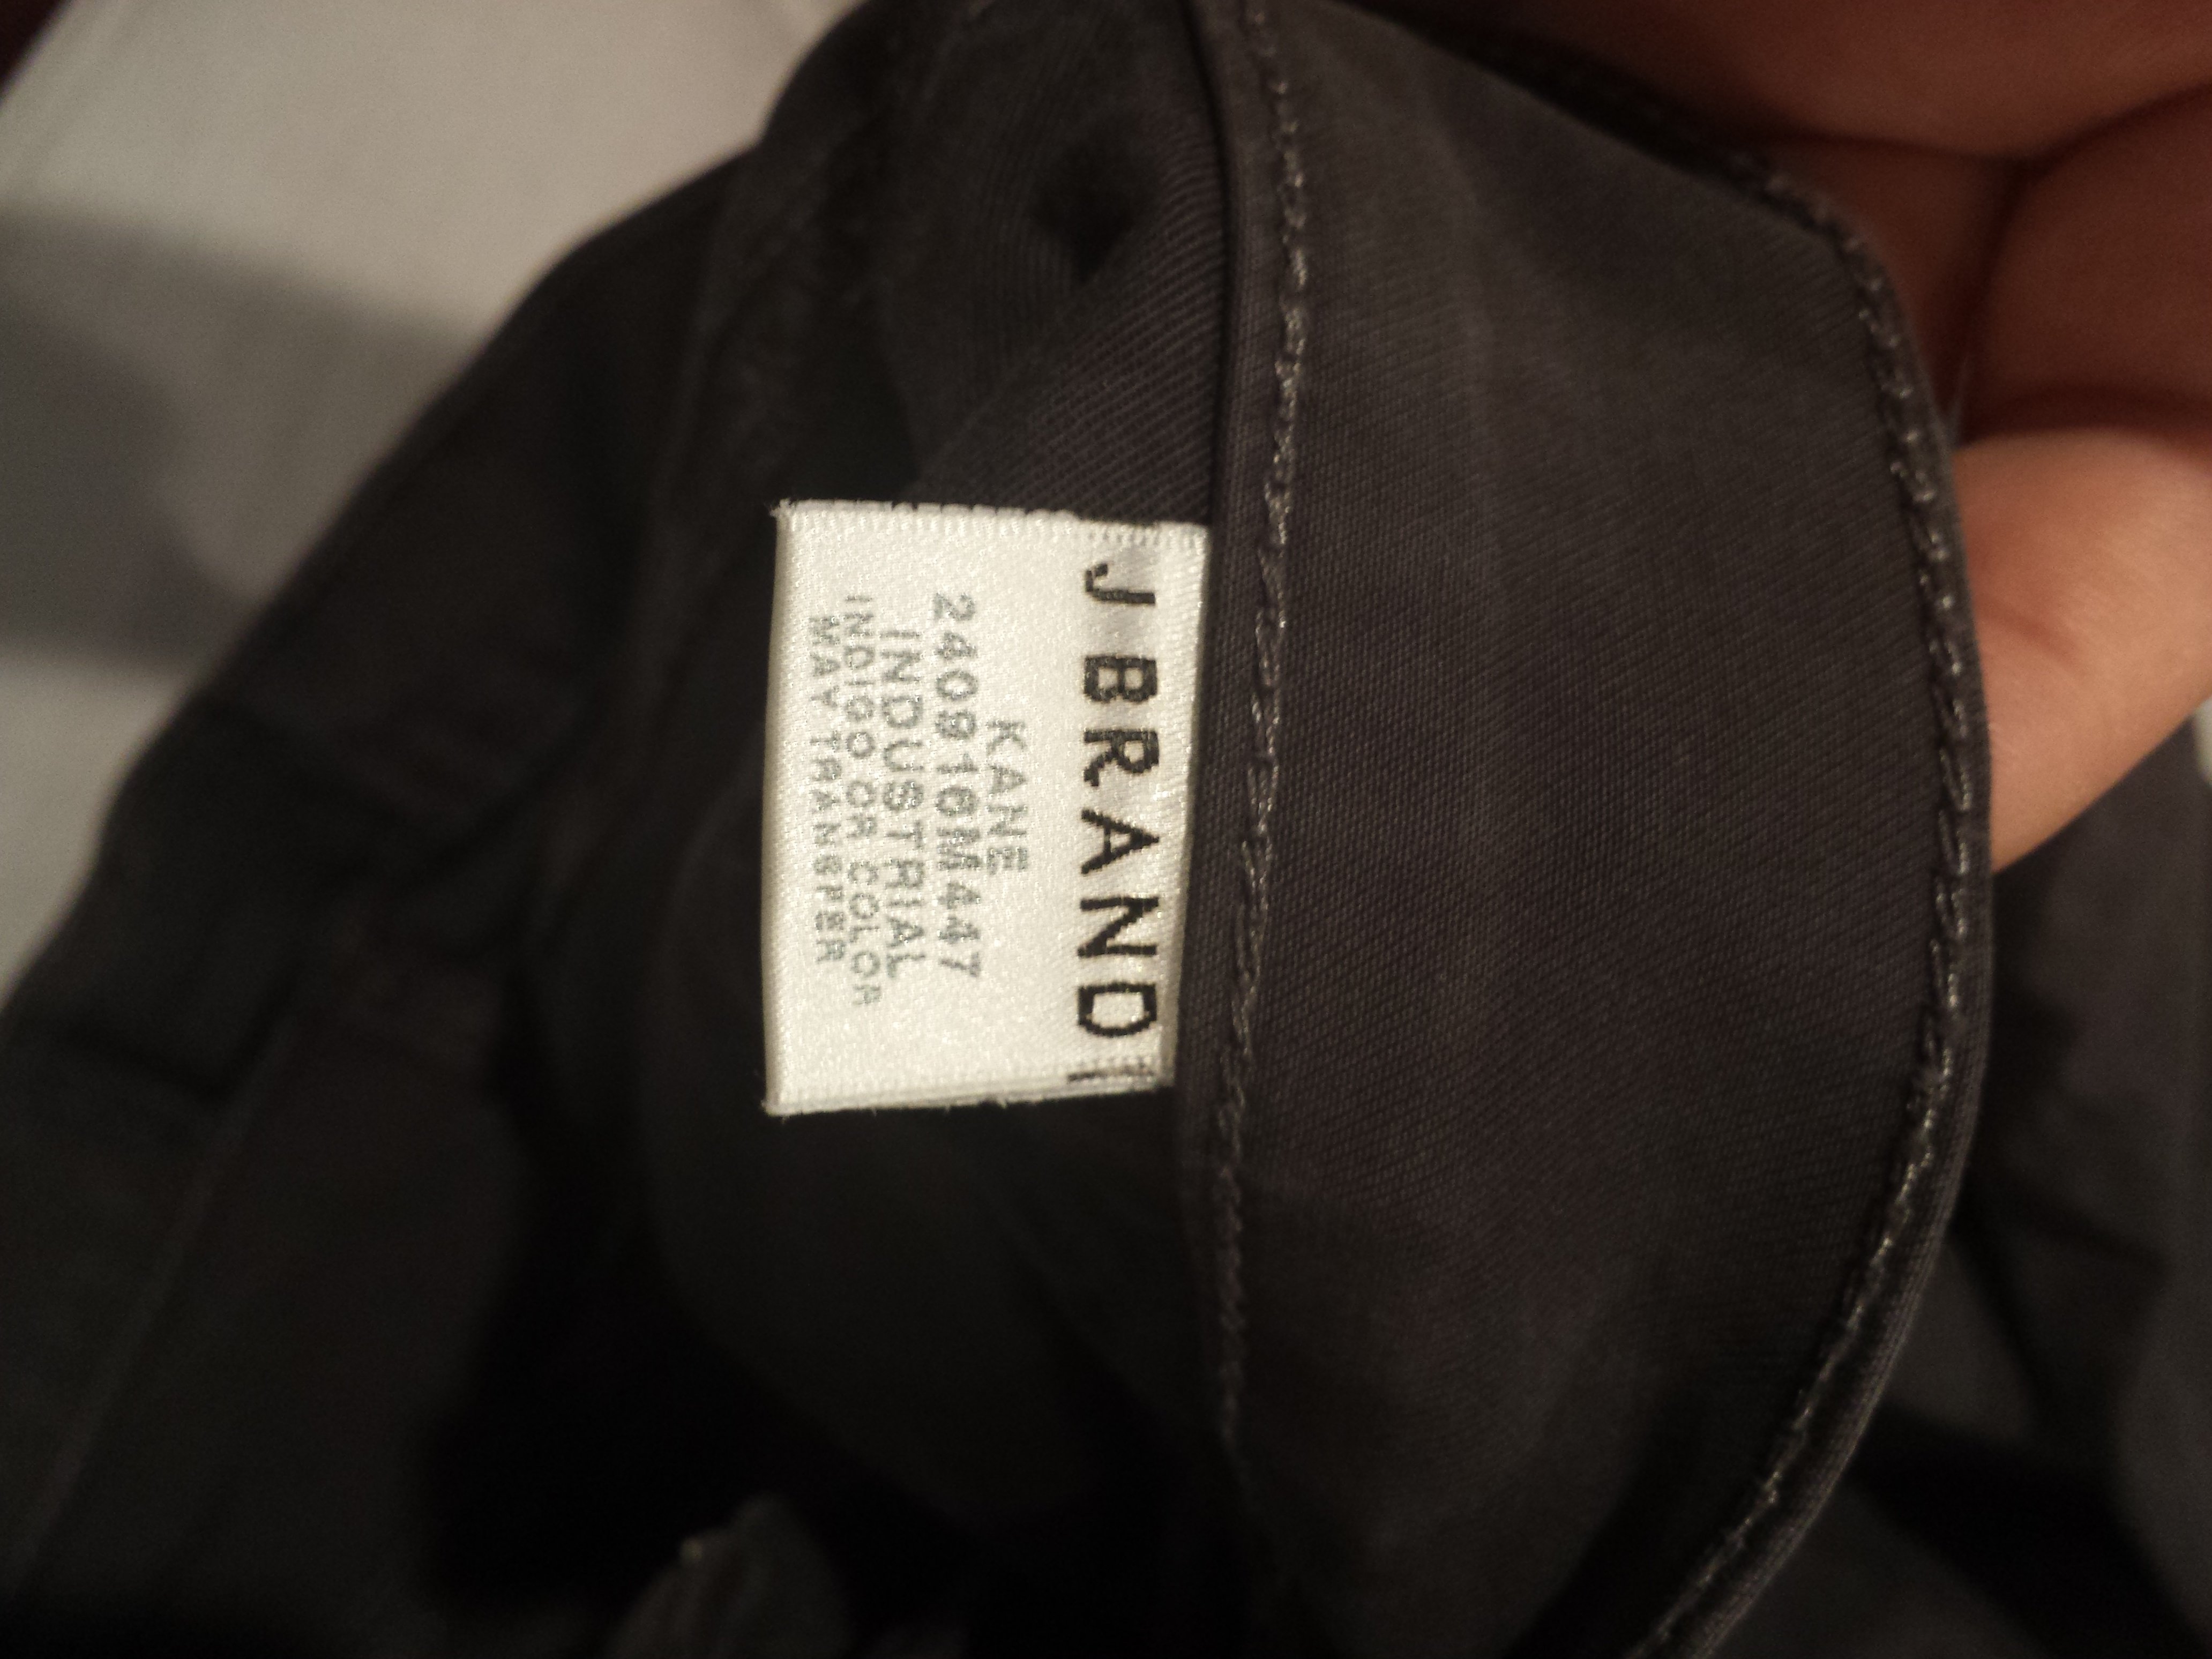 J BRAND
KANE
240910M447
INDUSTRIAL
INDIGO OR COLOR
MAY TRANSFER